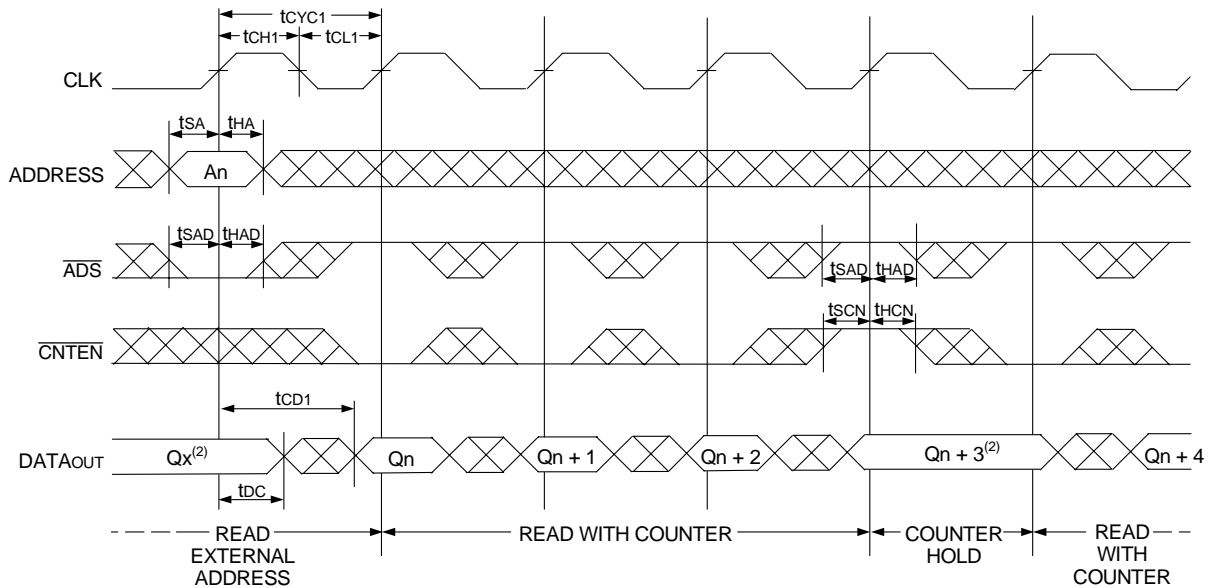 tCYC1
tCH1 tCL1
CLK
tSA tHA
ADDRESS An
tSAD tHAD
ADS tSAD tHAD
tSCN tHCN
CNTEN
tCD1
DATAOUT Qx(2) Qn Qn + 1 Qn + 2 Qn + 3(2) Qn + 4
tDC
READ EXTERNAL ADDRESS
READ WITH COUNTER
COUNTER HOLD
READ WITH COUNTER